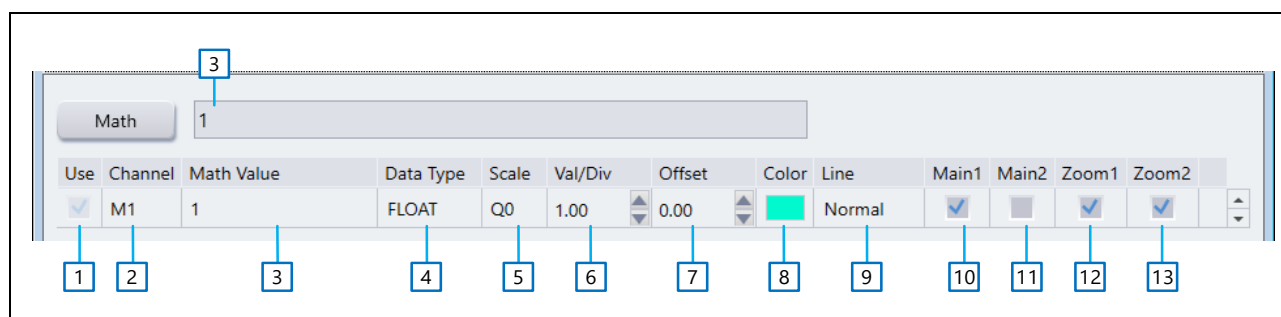 3
Math 1
Use Channel Math Value Data Type Scale Val/Div Offset Color Line Main1 Main2 Zoom1 Zoom2
M1 1 FLOAT Q0 1.00 0.00 Normal
1 2 3 4 5 6 7 8 9 10 11 12 13